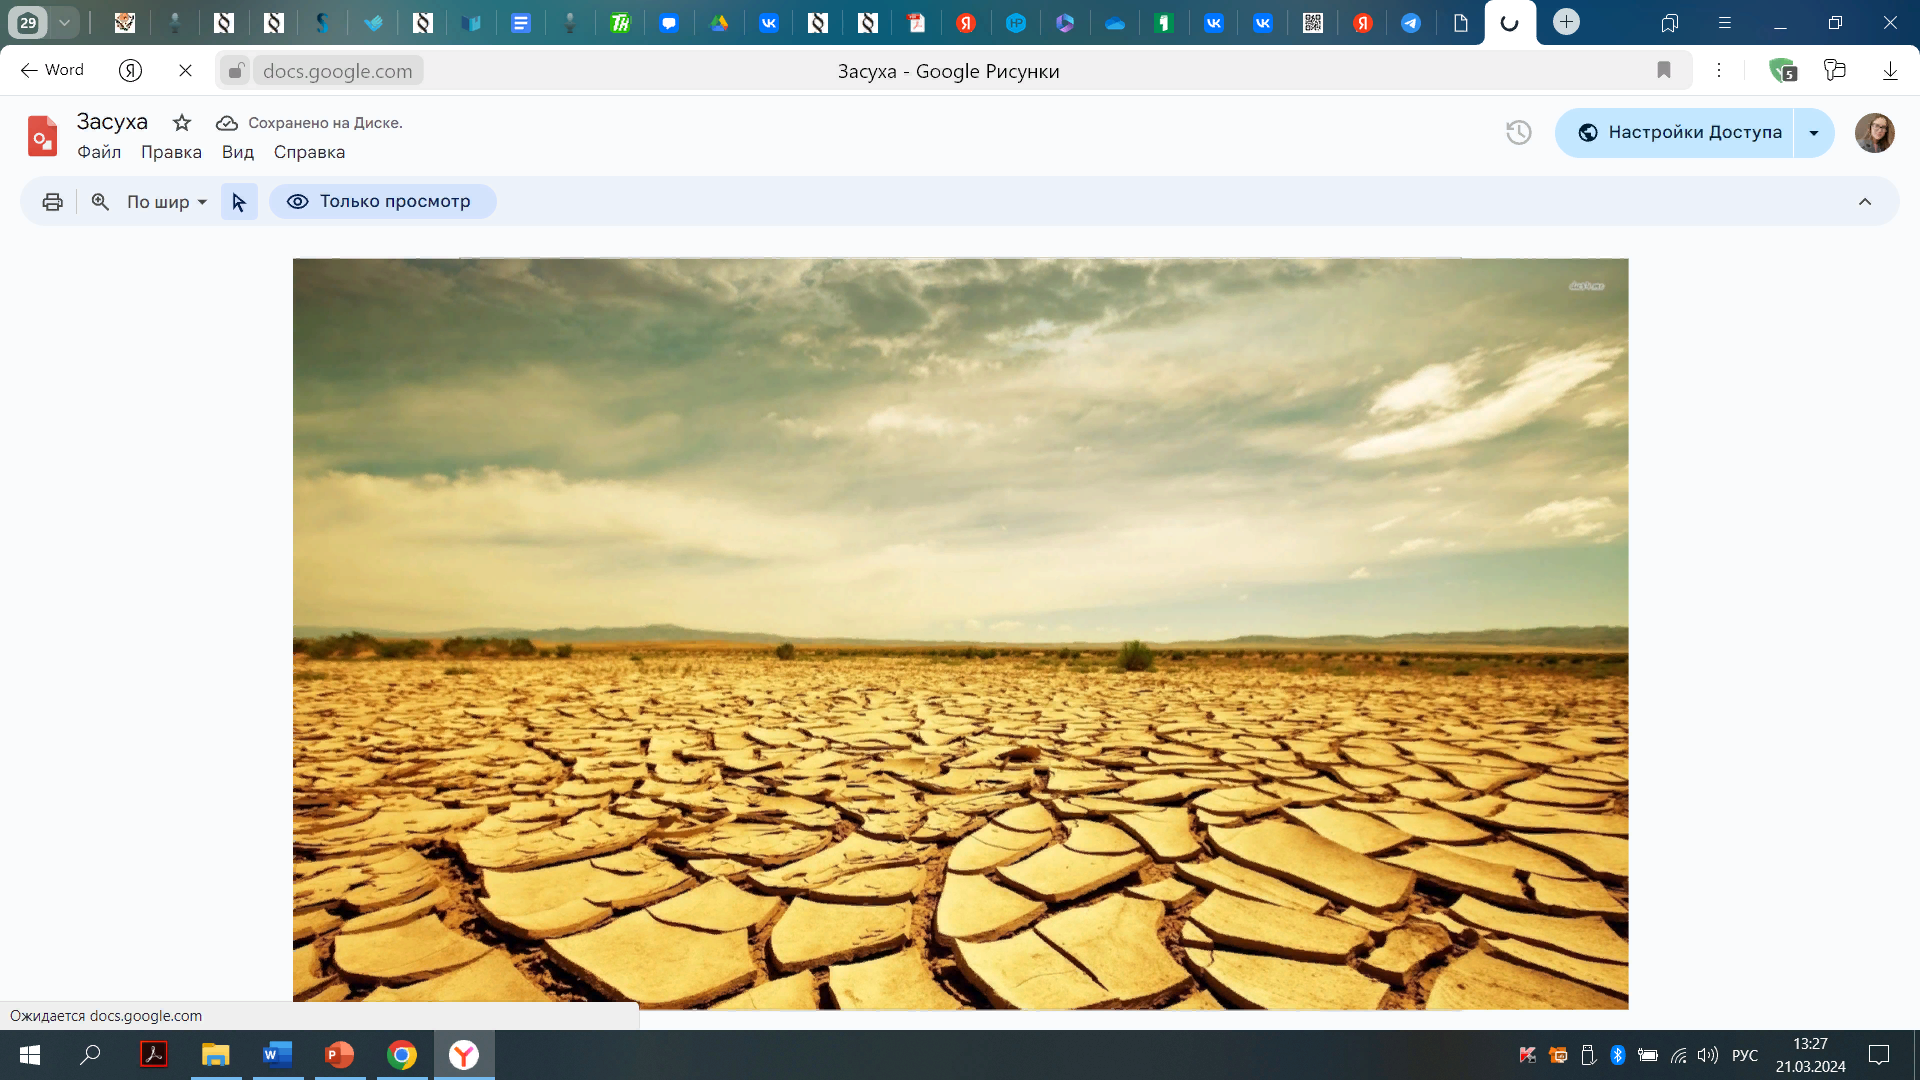 29
Word
docs.google.com
Засуха - Google Рисунки
5
Засуха
Сохранено на Диске.
Файл Правка Вид Справка
Настройки Доступа
По шир
Только просмотр
Ожидается docs.google.com
РУС
13:27
21.03.2024